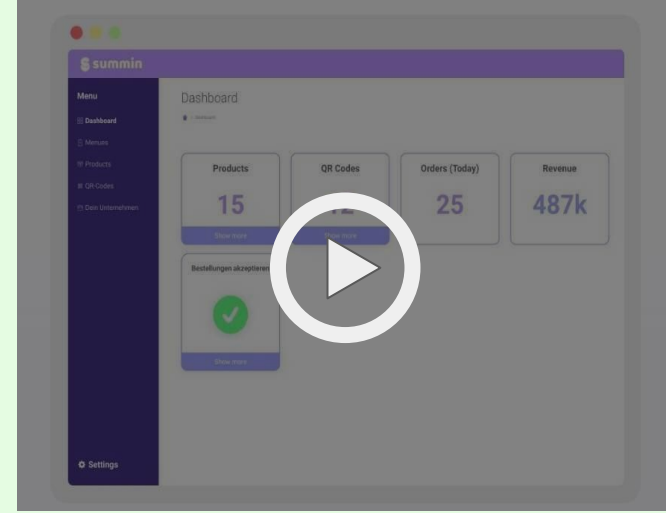 summin
Menu
Dashboard
Dashboard
Menues
Products
QR-Codes
Dein Unternehmen
Products
15
Show more
QR Codes
12
Show more
Orders (Today)
25
Revenue
487k
Bestellungen akzeptieren
Show more
Settings